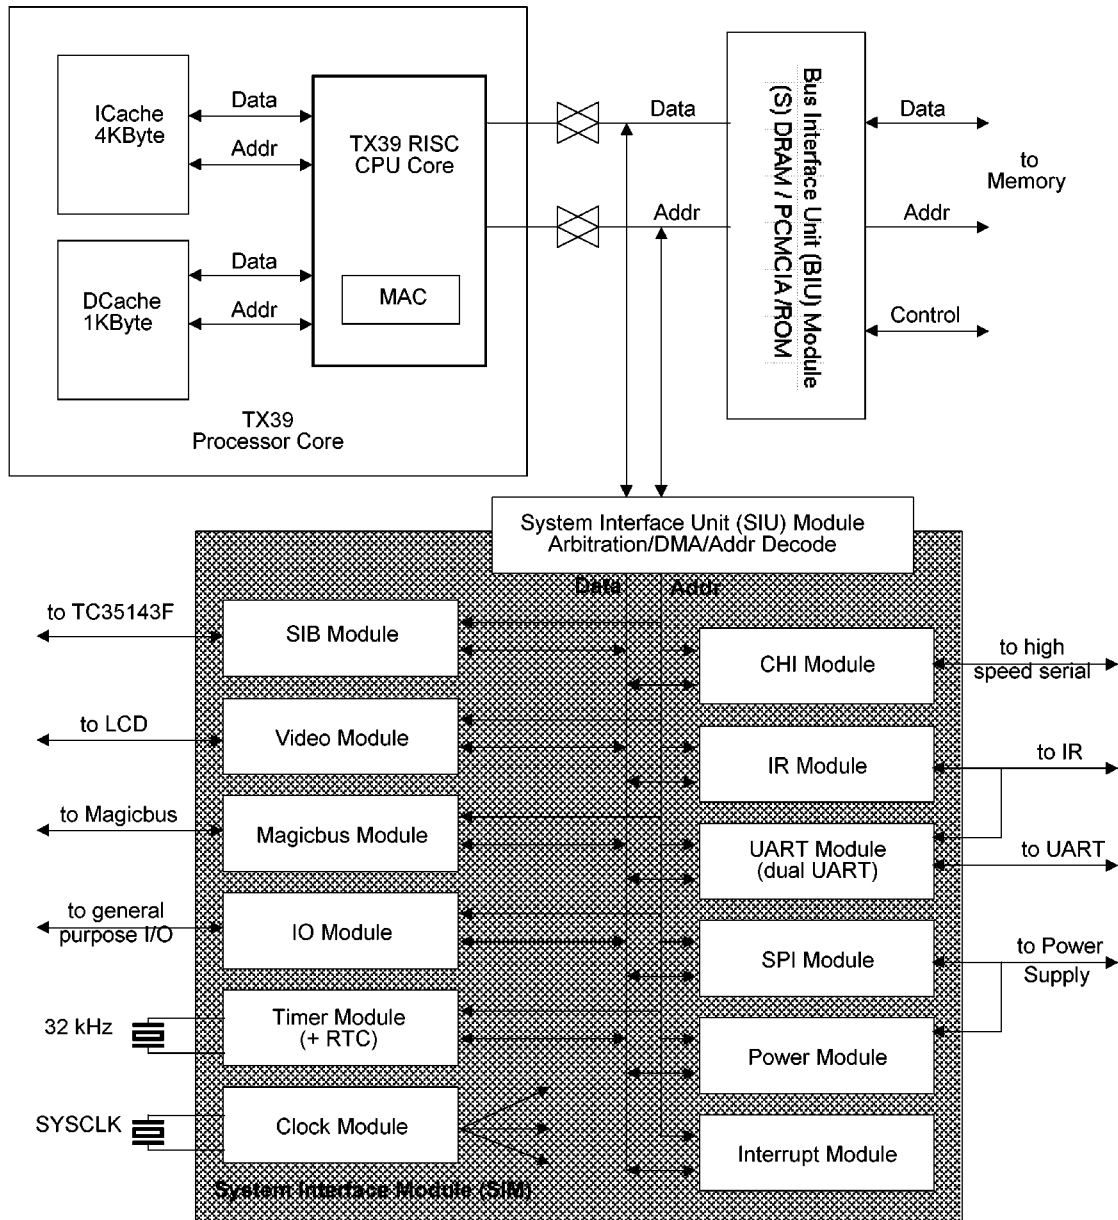 ICache
4KByte
Data
Addr
TX39 RISC
CPU Core
MAC
DCache
1KByte
Data
Addr
TX39
Processor Core
Data
Addr
Bus Interface Unit (BIU) Module
(S) DRAM / PCMCIA /ROM
Data
to
Memory
Addr
Control
System Interface Unit (SIU) Module
Arbitration/DMA/Addr Decode
Data
Addr
to TC35143F
SIB Module
to LCD
Video Module
to Magicbus
Magicbus Module
to general
purpose I/O
IO Module
32 kHz
Timer Module
(+ RTC)
SYSCLK
Clock Module
CHI Module
to high
speed serial
IR Module
to IR
UART Module
(dual UART)
to UART
SPI Module
to Power
Supply
Power Module
Interrupt Module
System Interface Module (SIM)